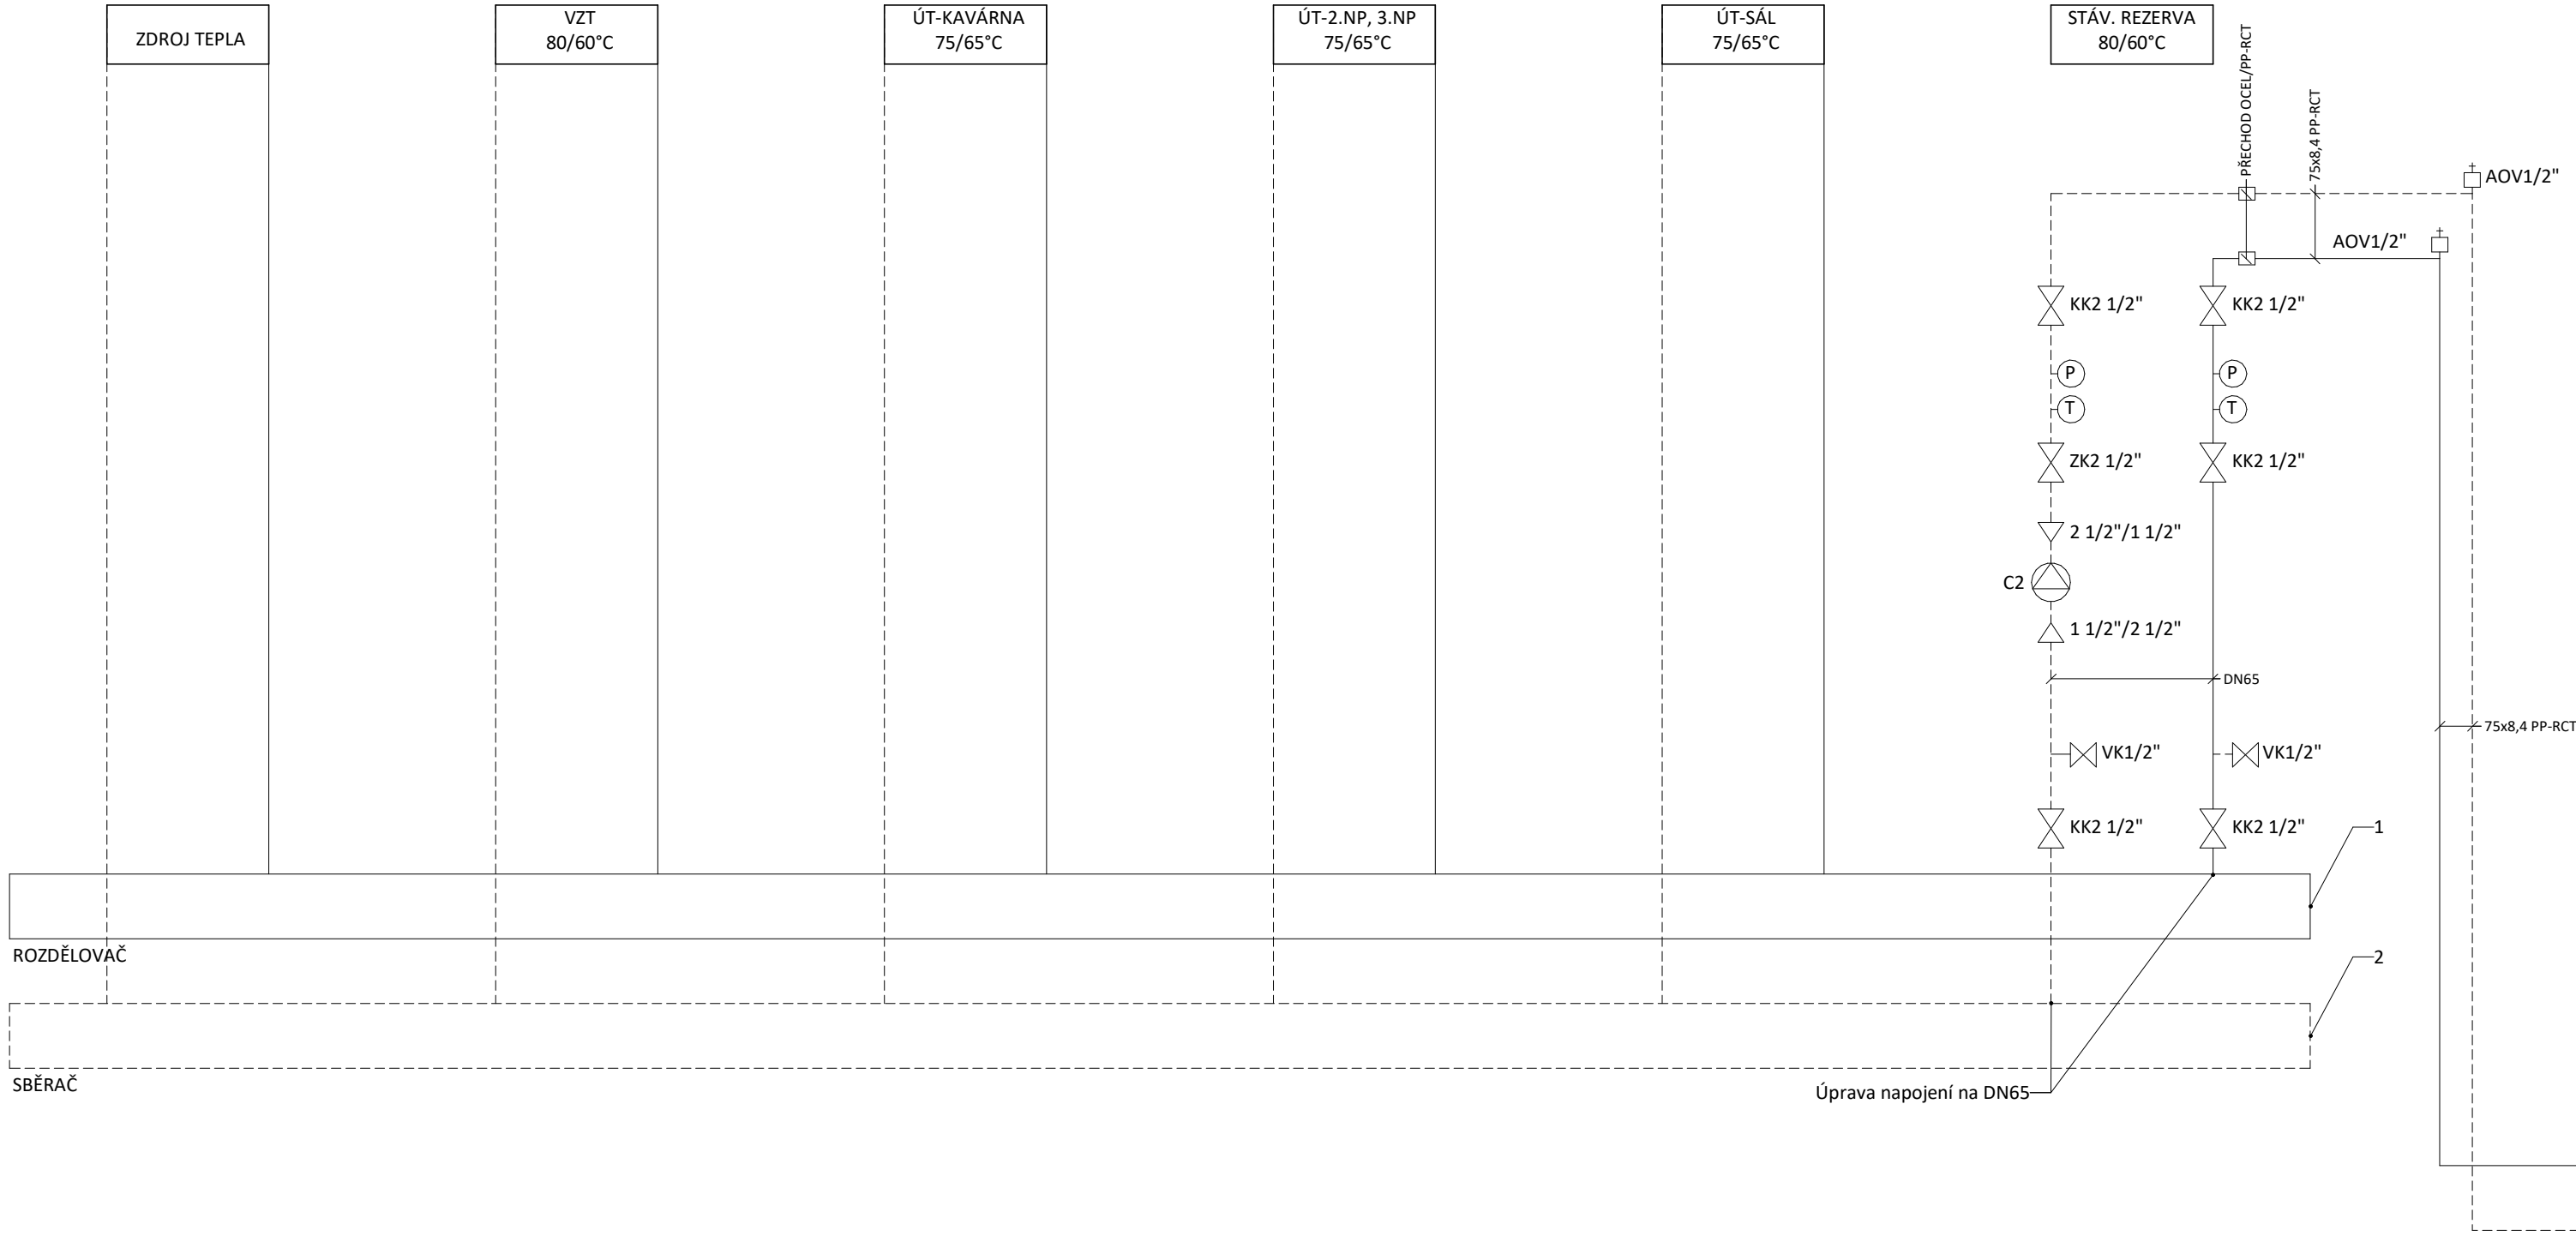 ZDROJ TEPLA
VZT
80/60°C
ÚT-KAVÁRNA
75/65°C
ÚT-2.NP, 3.NP
75/65°C
ÚT-SÁL
75/65°C
STÁV. REZERVA
80/60°C
PŘECHOD OCEL/PP-RCT
75x8,4 PP-RCT
AOV1/2"
AOV1/2"
KK2 1/2"
KK2 1/2"
P
P
T
T
ZK2 1/2"
KK2 1/2"
2 1/2"/1 1/2"
C2
1 1/2"/2 1/2"
DN65
75x8,4 PP-RCT
VK1/2"
VK1/2"
KK2 1/2"
KK2 1/2"
1
ROZDĚLOVAČ
2
SBĚRAČ
Úprava napojení na DN65